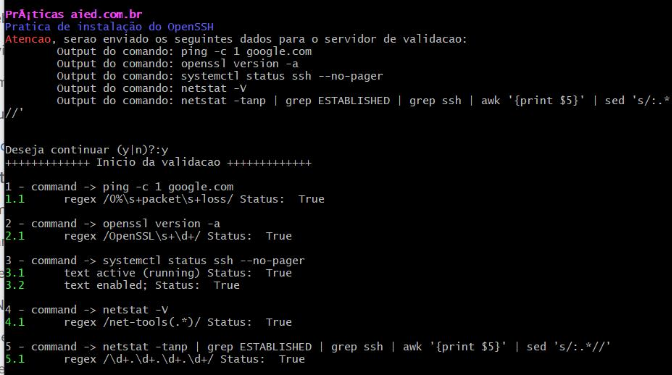 PrÃ¡ticas aied.com.br
Pratica de instalação do OpenSSH
Atencao, serao enviado os seguintes dados para o servidor de validacao:
Output do comando: ping -c 1 google.com
Output do comando: openssl version -a
Output do comando: systemctl status ssh --no-pager
Output do comando: netstat -V
Output do comando: netstat -tanp | grep ESTABLISHED | grep ssh | awk '{print $5}' | sed 's/:.*
//'
Deseja continuar (y|n)?:y
+++++++++++++ Inicio da validacao +++++++++++++
1 - command -> ping -c 1 google.com
1.1 regex /0%\s+packet\s+loss/ Status: True
2 - command -> openssl version -a
2.1 regex /OpenSSL\s+\d+/ Status: True
3 - command -> systemctl status ssh --no-pager
3.1 text active (running) Status: True
3.2 text enabled; Status: True
4 - command -> netstat -V
4.1 regex /net-tools(.*)/ Status: True
5 - command -> netstat -tanp | grep ESTABLISHED | grep ssh | awk '{print $5}' | sed 's/:.*//'
5.1 regex /\d+.\d+.\d+.\d+/ Status: True